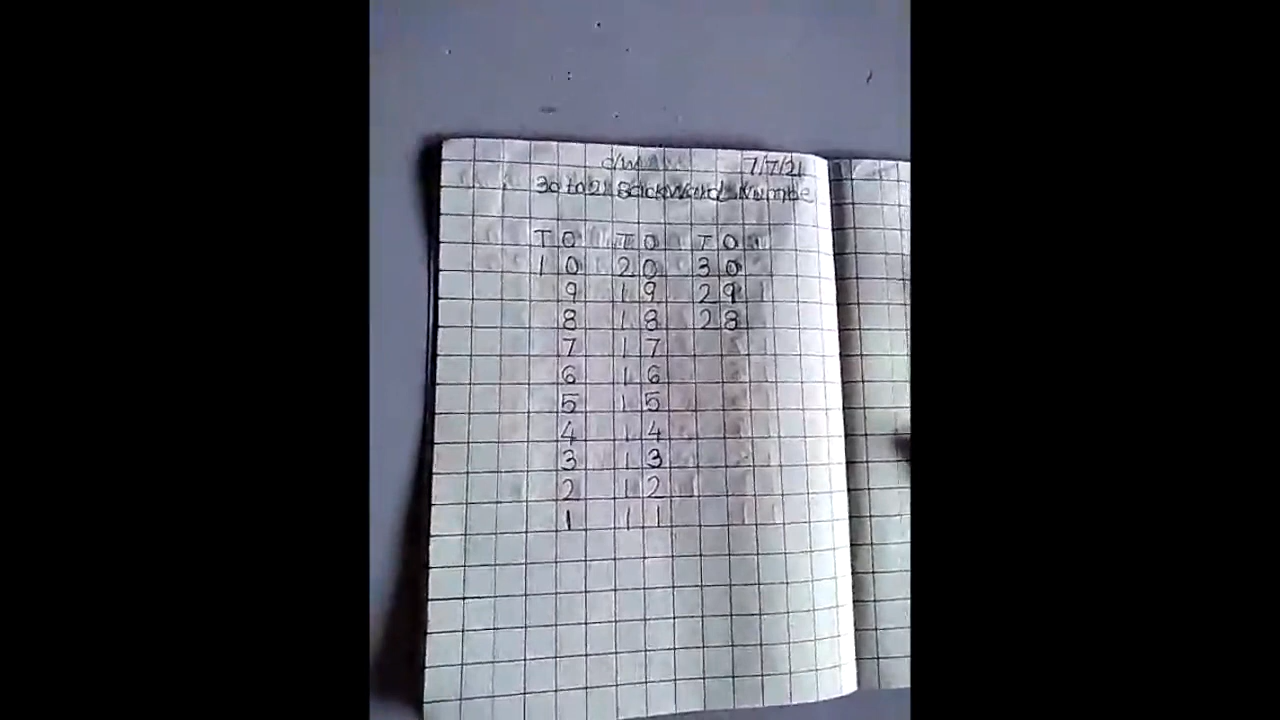 C/W 7/7/21
30 to 21 Backward Numbe
T O T O T O
1 0 2 0 3 0
9 1 9 2 9
8 1 8 2 8
7 1 7
6 1 6
5 1 5
4 1 4
3 1 3
2 1 2
1 1 1